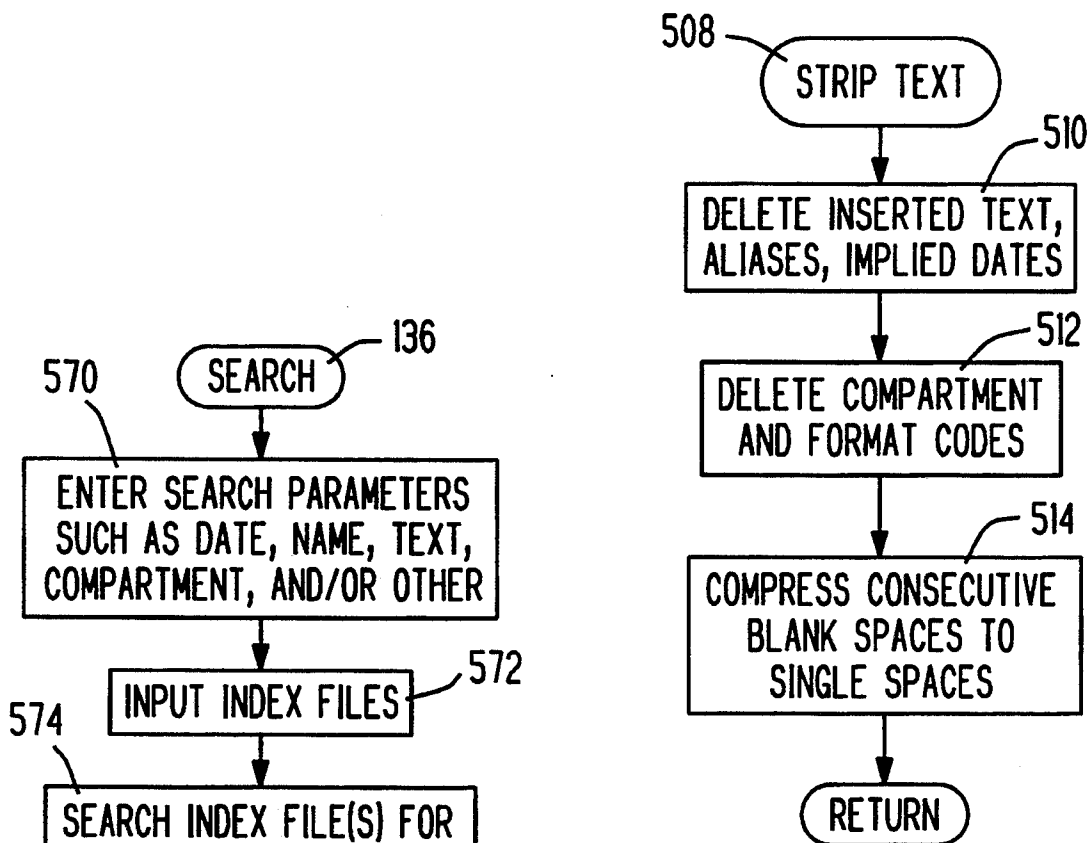 136
SEARCH
570
ENTER SEARCH PARAMETERS
SUCH AS DATE, NAME, TEXT,
COMPARTMENT, AND/OR OTHER
572
INPUT INDEX FILES
574
SEARCH INDEX FILE(S) FOR
508
STRIP TEXT
510
DELETE INSERTED TEXT,
ALIASES, IMPLIED DATES
512
DELETE COMPARTMENT
AND FORMAT CODES
514
COMPRESS CONSECUTIVE
BLANK SPACES TO
SINGLE SPACES
RETURN